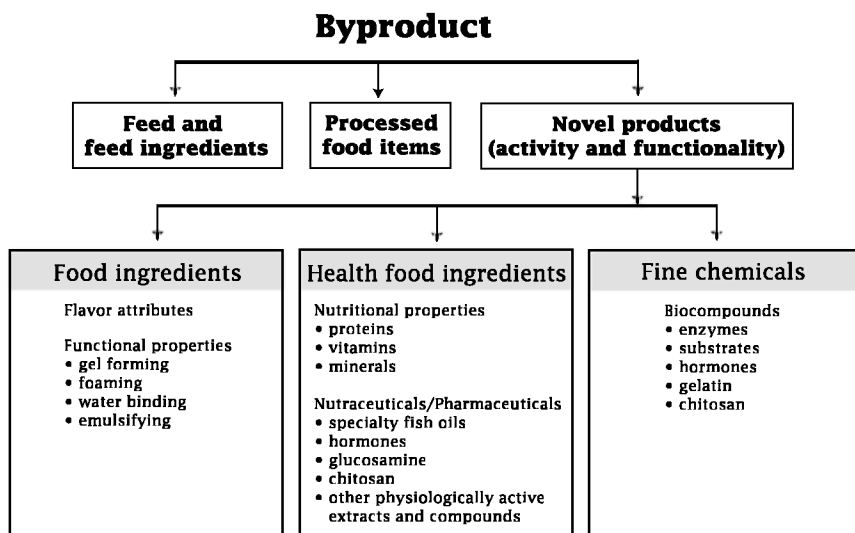 Byproduct
Feed and
feed ingredients
Processed
food items
Novel products
(activity and functionality)
Food ingredients
Flavor attributes
Functional properties
• gel forming
• foaming
• water binding
• emulsifying
Health food ingredients
Nutritional properties
• proteins
• vitamins
• minerals
Nutraceuticals/Pharmaceuticals
• specialty fish oils
• hormones
• glucosamine
• chitosan
• other physiologically active
extracts and compounds
Fine chemicals
Biocompounds
• enzymes
• substrates
• hormones
• gelatin
• chitosan